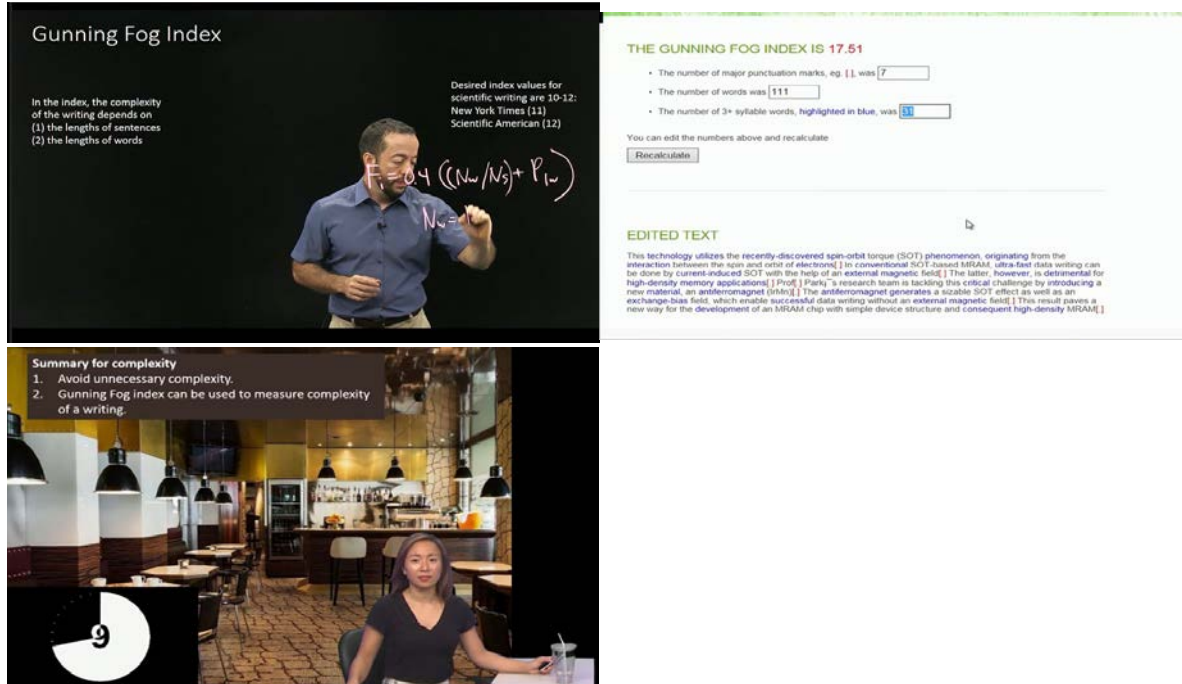 Gunning Fog Index
In the index, the complexity
of the writing depends on
(1) the lengths of sentences
(2) the lengths of words
Desired index values for
scientific writing are 10-12:
New York Times (11)
Scientific American (12)
Fi = 0.4 ((Nw/Ns) + Plw)
Nw =
THE GUNNING FOG INDEX IS 17.51
• The number of major punctuation marks, eg. [.], was 7
• The number of words was 111
• The number of 3+ syllable words, highlighted in blue, was 31
You can edit the numbers above and recalculate
Recalculate
EDITED TEXT
This technology utilizes the recently-discovered spin-orbit torque (SOT) phenomenon, originating from the
interaction between the spin and orbit of electrons[.] In conventional SOT-based MRAM, ultra-fast data writing can
be done by current-induced SOT with the help of an external magnetic field[.] The latter, however, is detrimental for
high-density memory applications[.] Prof[.] Park¡¯s research team is tackling this critical challenge by introducing a
new material, an antiferromagnet (IrMn)[.] The antiferromagnet generates a sizable SOT effect as well as an
exchange-bias field, which enable successful data writing without an external magnetic field[.] This result paves a
new way for the development of an MRAM chip with simple device structure and consequent high-density MRAM[.]
Summary for complexity
1. Avoid unnecessary complexity.
2. Gunning Fog index can be used to measure complexity
of a writing.
9